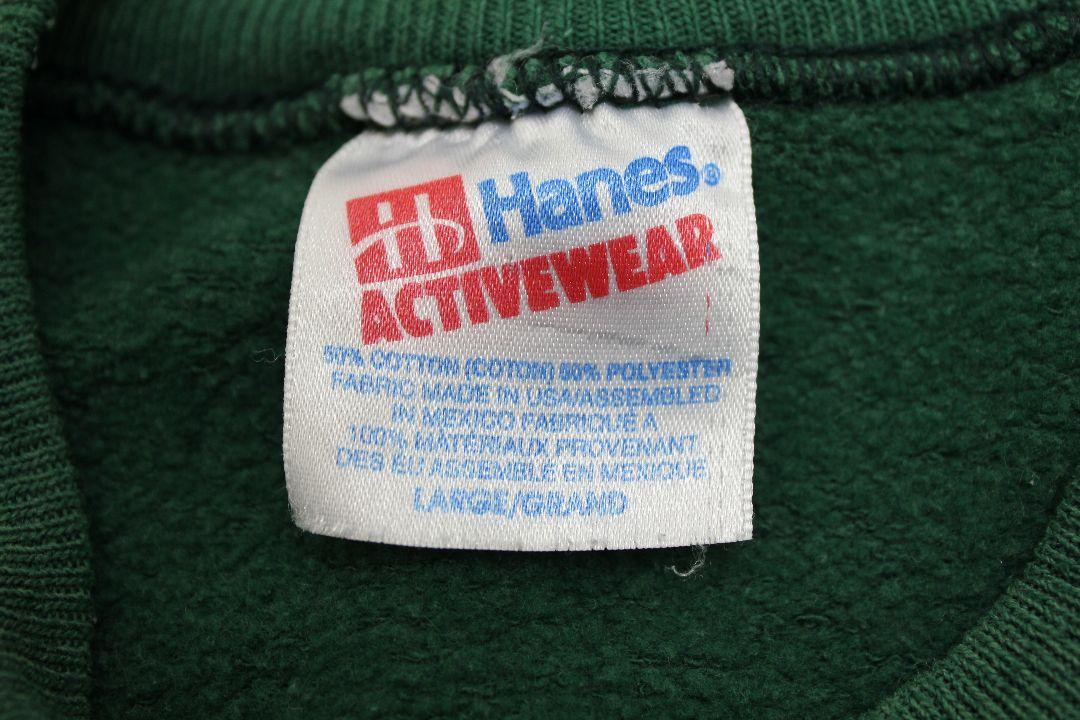 Hanes®
ACTIVEWEAR
50% COTTON (COTON) 50% POLYESTER
FABRIC MADE IN USA/ASSEMBLED
IN MEXICO FABRIQUÉ A
100% MATÉRIAUX PROVENANT
DES EU ASSEMBLE EN MEXIQUE
LARGE/GRAND